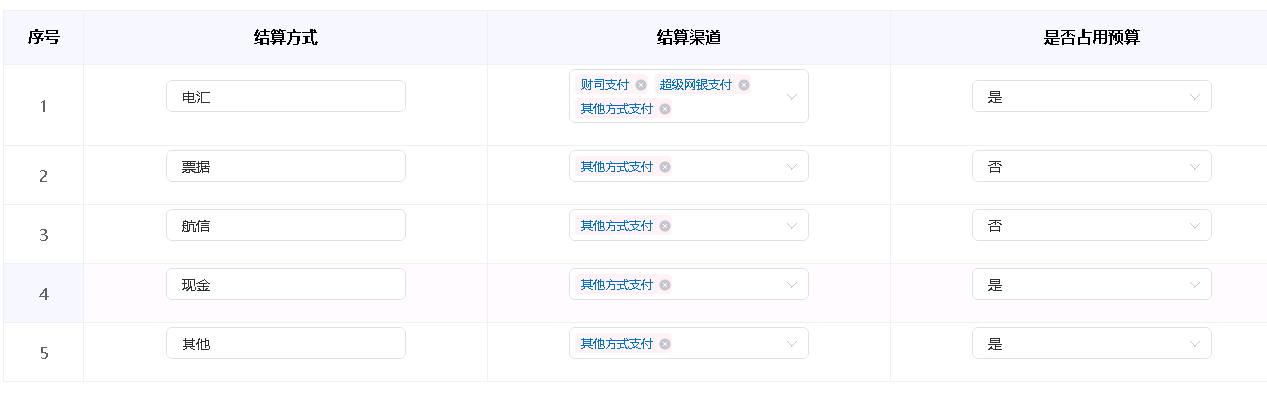 序号 结算方式 结算渠道 是否占用预算
1 电汇 财司支付 超级网银支付 是
其他方式支付
2 票据 其他方式支付 否
3 航信 其他方式支付 否
4 现金 其他方式支付 是
5 其他 其他方式支付 是